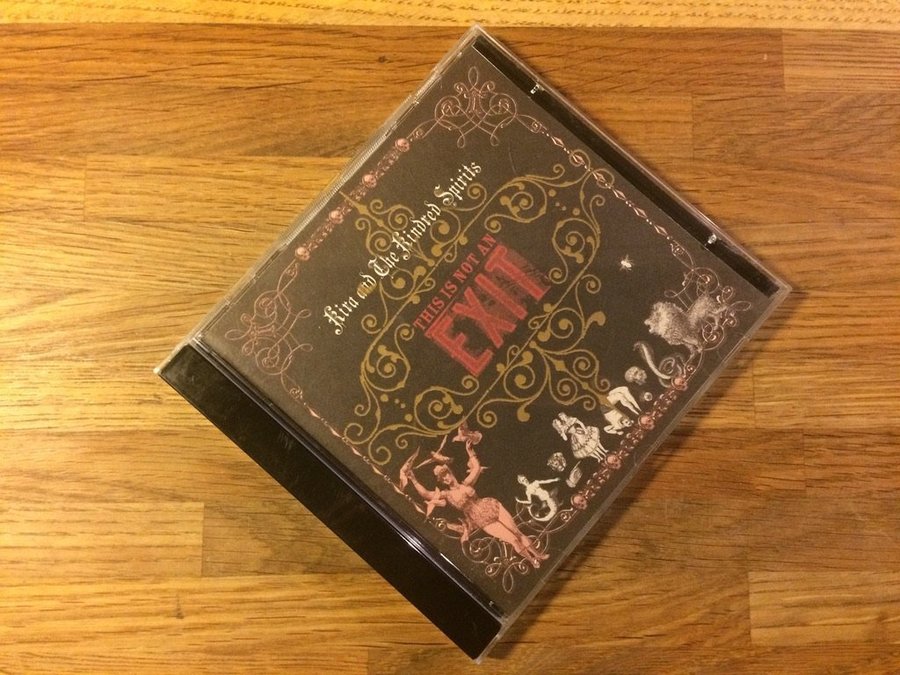 Kira and The Kindred Spirits
THIS IS NOT AN
EXIT